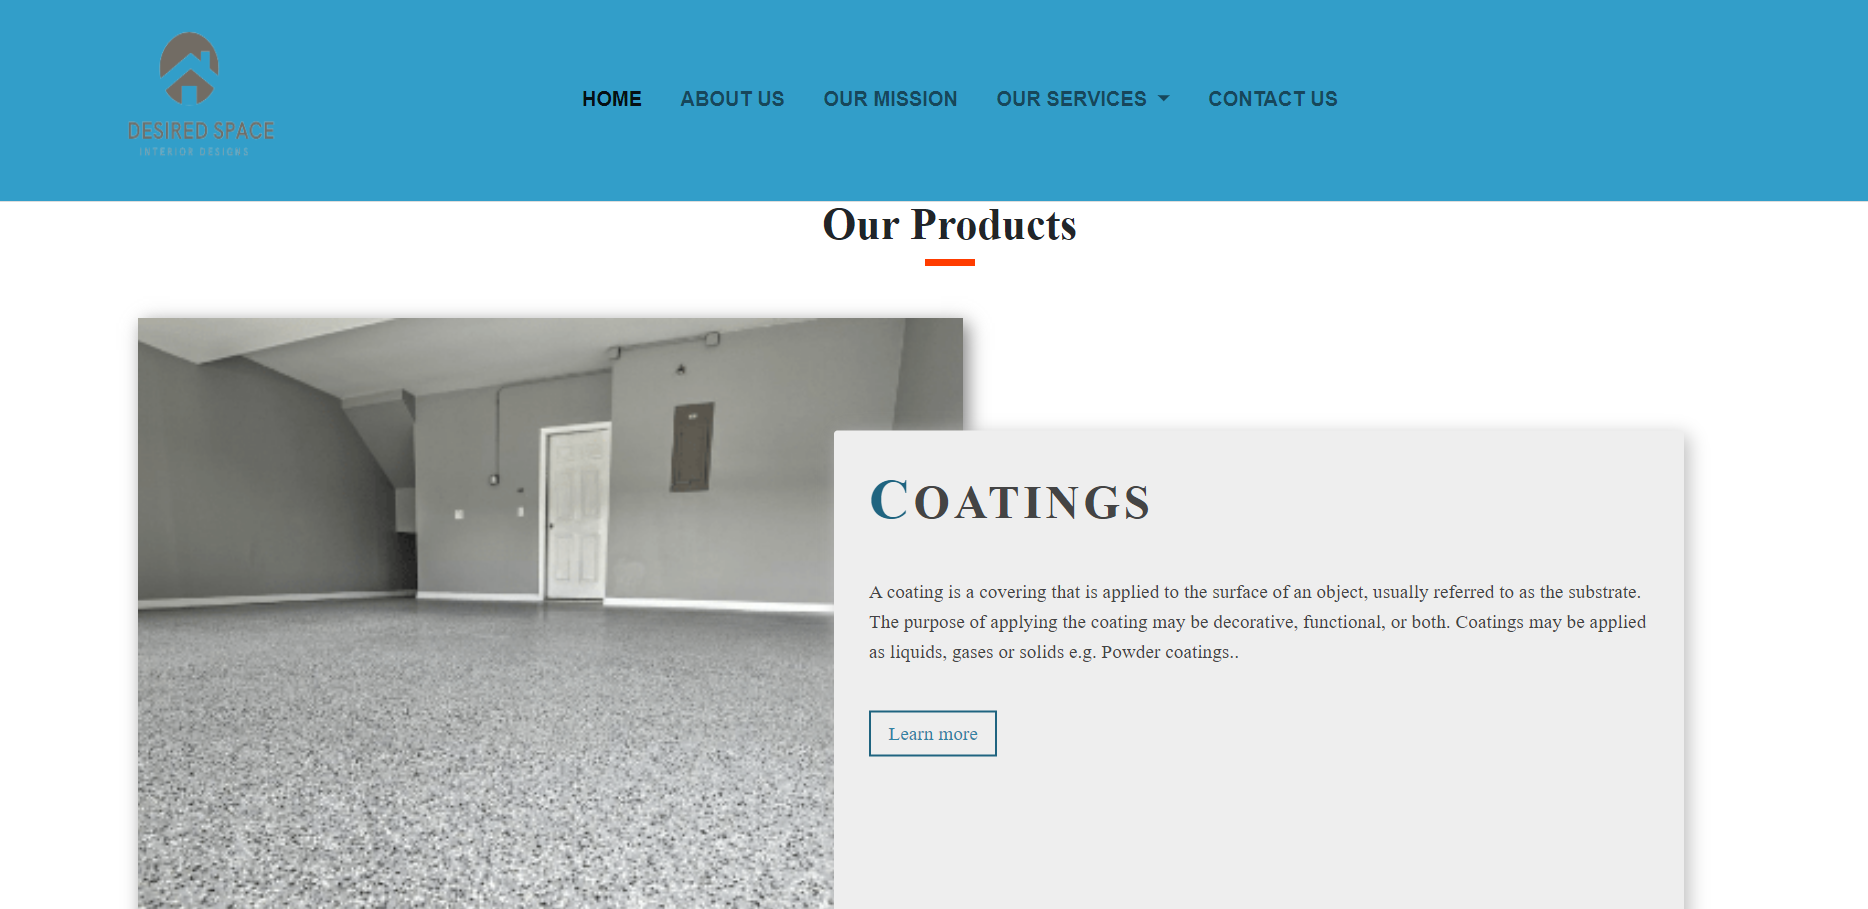 DESIRED SPACE
INTERIOR DESIGNS
HOME ABOUT US OUR MISSION OUR SERVICES CONTACT US
Our Products
COATINGS
A coating is a covering that is applied to the surface of an object, usually referred to as the substrate.
The purpose of applying the coating may be decorative, functional, or both. Coatings may be applied
as liquids, gases or solids e.g. Powder coatings..
Learn more